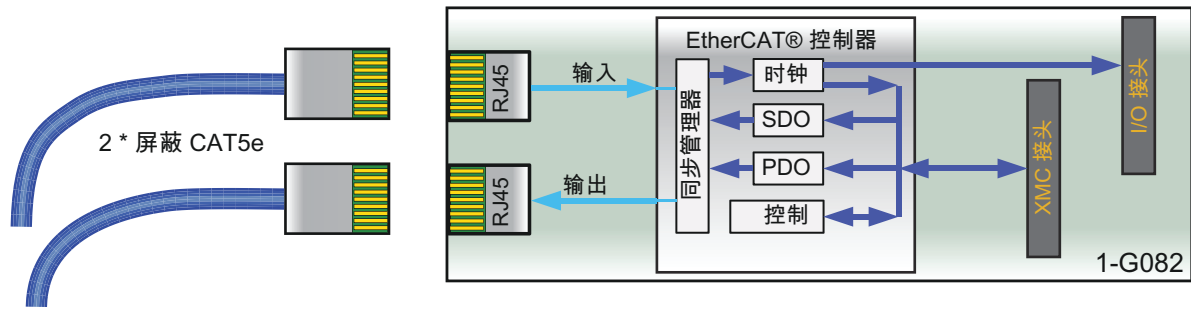 2 * 屏蔽 CAT5e
EtherCAT® 控制器
RJ45
输入
RJ45
输出
同步管理器
时钟
SDO
PDO
控制
XMC 接头
I/O 接头
1-G082